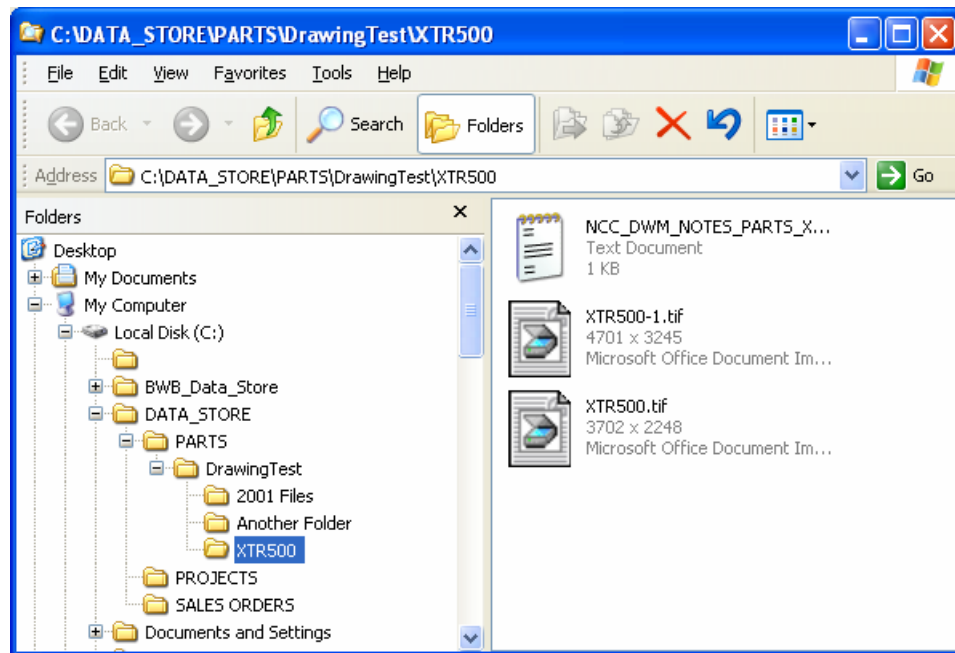 C:\DATA_STORE\PARTS\DrawingTest\XTR500
File Edit View Favorites Tools Help
Back Search Folders
Address C:\DATA_STORE\PARTS\DrawingTest\XTR500 Go
Folders
Desktop
My Documents
My Computer
Local Disk (C:)
BWB_Data_Store
DATA_STORE
PARTS
DrawingTest
2001 Files
Another Folder
XTR500
PROJECTS
SALES ORDERS
Documents and Settings
NCC_DWM_NOTES_PARTS_X...
Text Document
1 KB
XTR500-1.tif
4701 x 3245
Microsoft Office Document Im...
XTR500.tif
3702 x 2248
Microsoft Office Document Im...